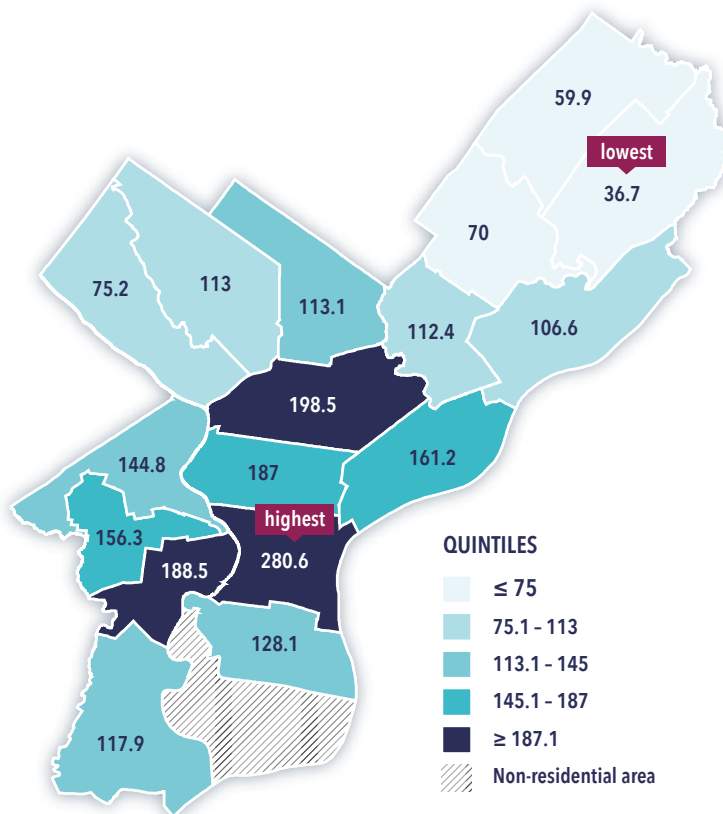 59.9
lowest
36.7
70
75.2
113
113.1
112.4
106.6
198.5
144.8
187
161.2
156.3
highest
188.5
280.6
128.1
117.9
QUINTILES
≤ 75
75.1 – 113
113.1 – 145
145.1 – 187
≥ 187.1
Non-residential area